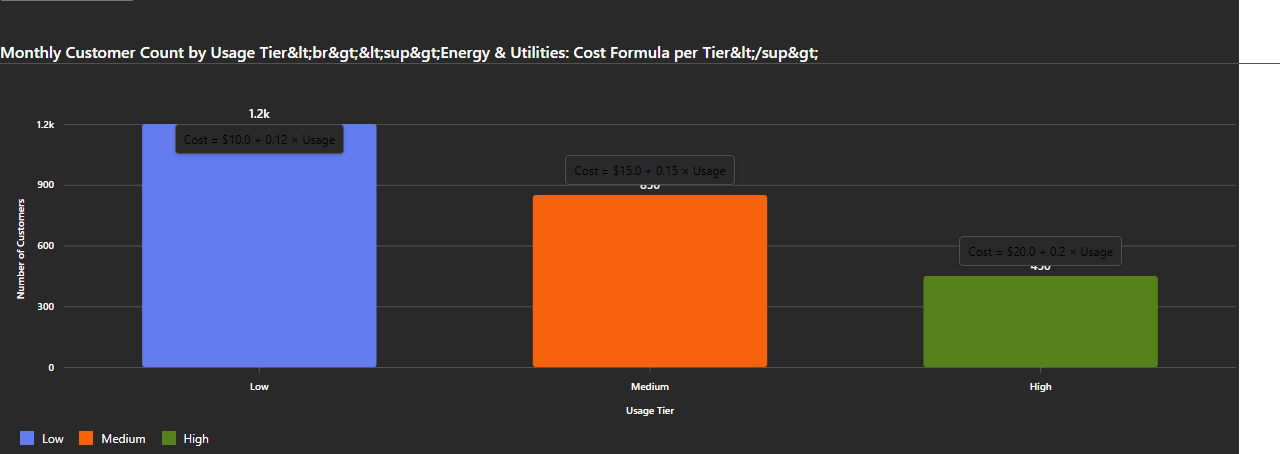 Monthly Customer Count by Usage Tier&lt;br&gt;&lt;sup&gt;Energy & Utilities: Cost Formula per Tier&lt;/sup&gt;
1.2k
1.2k
Cost = $10.0 + 0.12 × Usage
Cost = $15.0 + 0.15 × Usage
850
900
Number of Customers
600
Cost = $20.0 + 0.2 × Usage
450
300
0
Low
Medium
High
Usage Tier
Low
Medium
High